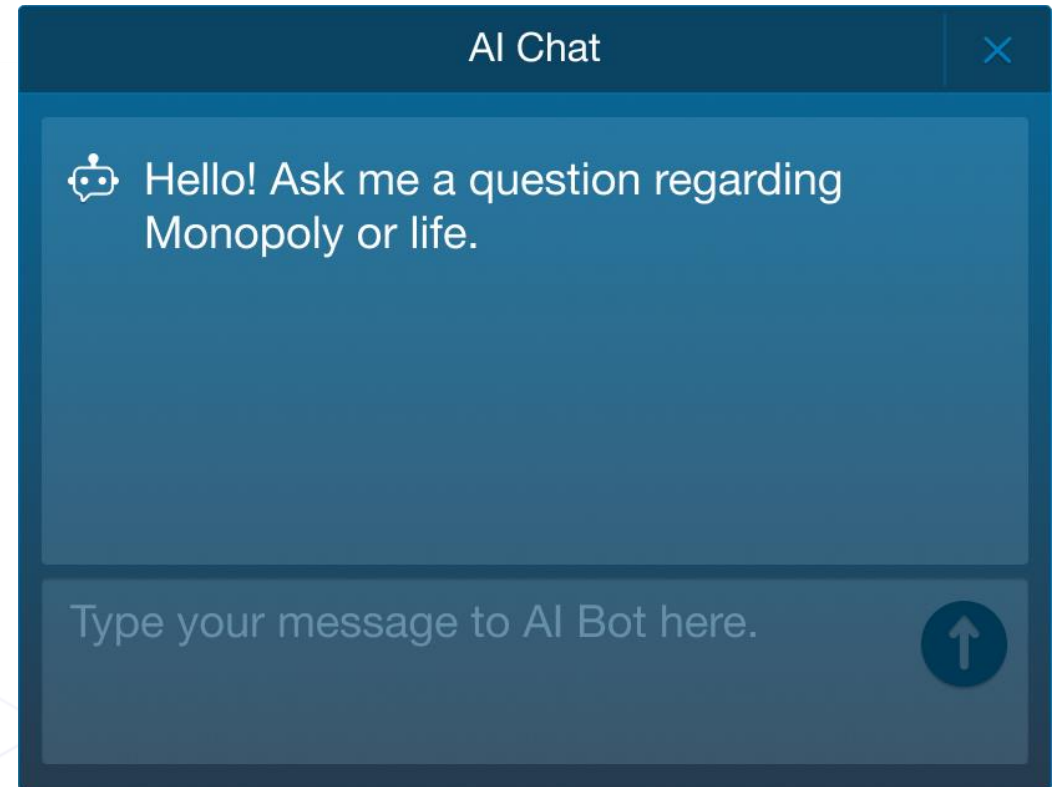 AI Chat
Hello! Ask me a question regarding
Monopoly or life.
Type your message to AI Bot here.